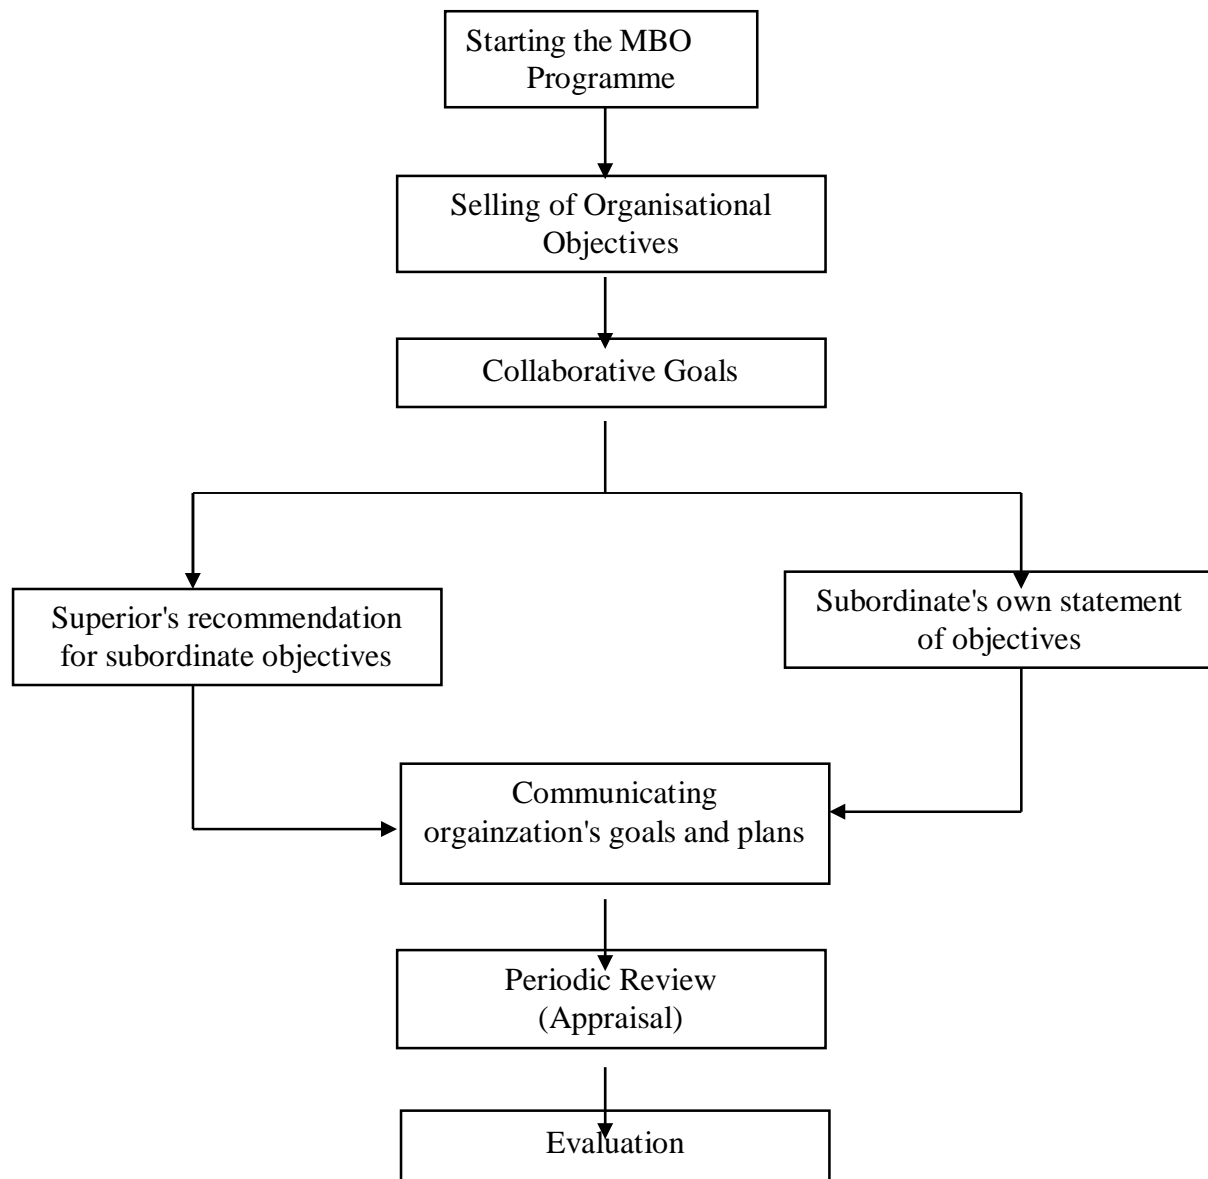 Starting the MBO
Programme
Selling of Organisational
Objectives
Collaborative Goals
Superior's recommendation
for subordinate objectives
Subordinate's own statement
of objectives
Communicating
orgainzation's goals and plans
Periodic Review
(Appraisal)
Evaluation